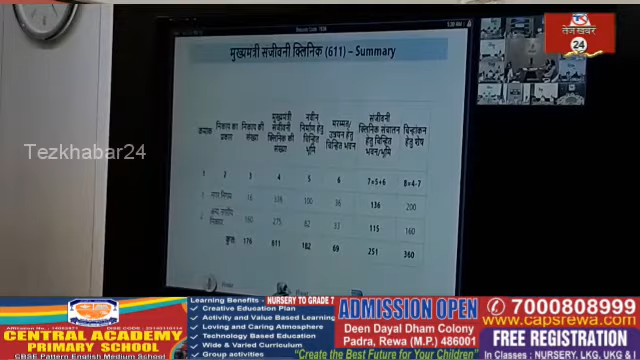 1:38 AM
तेज खबर
24
मुख्यमंत्री संजीवनी क्लिनिक (611) – Summary
क्रमांक
निकाय का प्रकार
निकाय की संख्या
मुख्यमंत्री संजीवनी क्लिनिक की संख्या
नवीन निर्माण हेतु चिन्हित भूमि
मरम्मत/ उन्नयन हेतु चिन्हित भवन
संजीवनी क्लिनिक संचालन हेतु चिन्हित भवन/भूमि
चिन्हांकन हेतु शेष
1 2 3 4 5 6 7=5+6 8=4-7
1 नगर निगम 16 336 100 36 136 200
2 अन्य नगरीय निकाय 160 275 82 33 115 160
कुल: 176 611 182 69 251 360
Tezkhabar24
CENTRAL ACADEMY
PRIMARY SCHOOL
CBSE Pattern English Medium School
Learning Benefits - NURSERY TO GRADE 7
Creative Education Plan
Activity and Value Based Learning
Loving and Caring Atmosphere
Technology Based Education
Wide & Varied Curriculum
Group activities
ADMISSION OPEN
Deen Dayal Dham Colony
Padra, Rewa (M.P.) 486001
"Create the Best Future for Your Children"
7000808999
www.capsrewa.com
FREE REGISTRATION
in Classes : NURSERY, LKG, UKG &